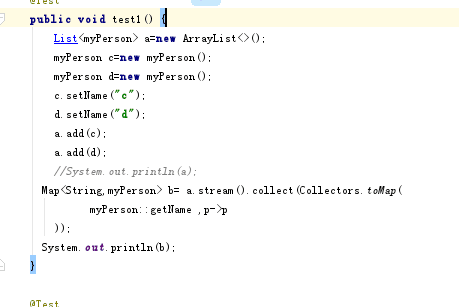 @Test
public void test1() {
List<myPerson> a=new ArrayList<>();
myPerson c=new myPerson();
myPerson d=new myPerson();
c.setName("c");
d.setName("d");
a.add(c);
a.add(d);
//System.out.println(a);
Map<String,myPerson> b= a.stream().collect(Collectors.toMap(
myPerson::getName ,p->p
));
System.out.println(b);
}
@Test